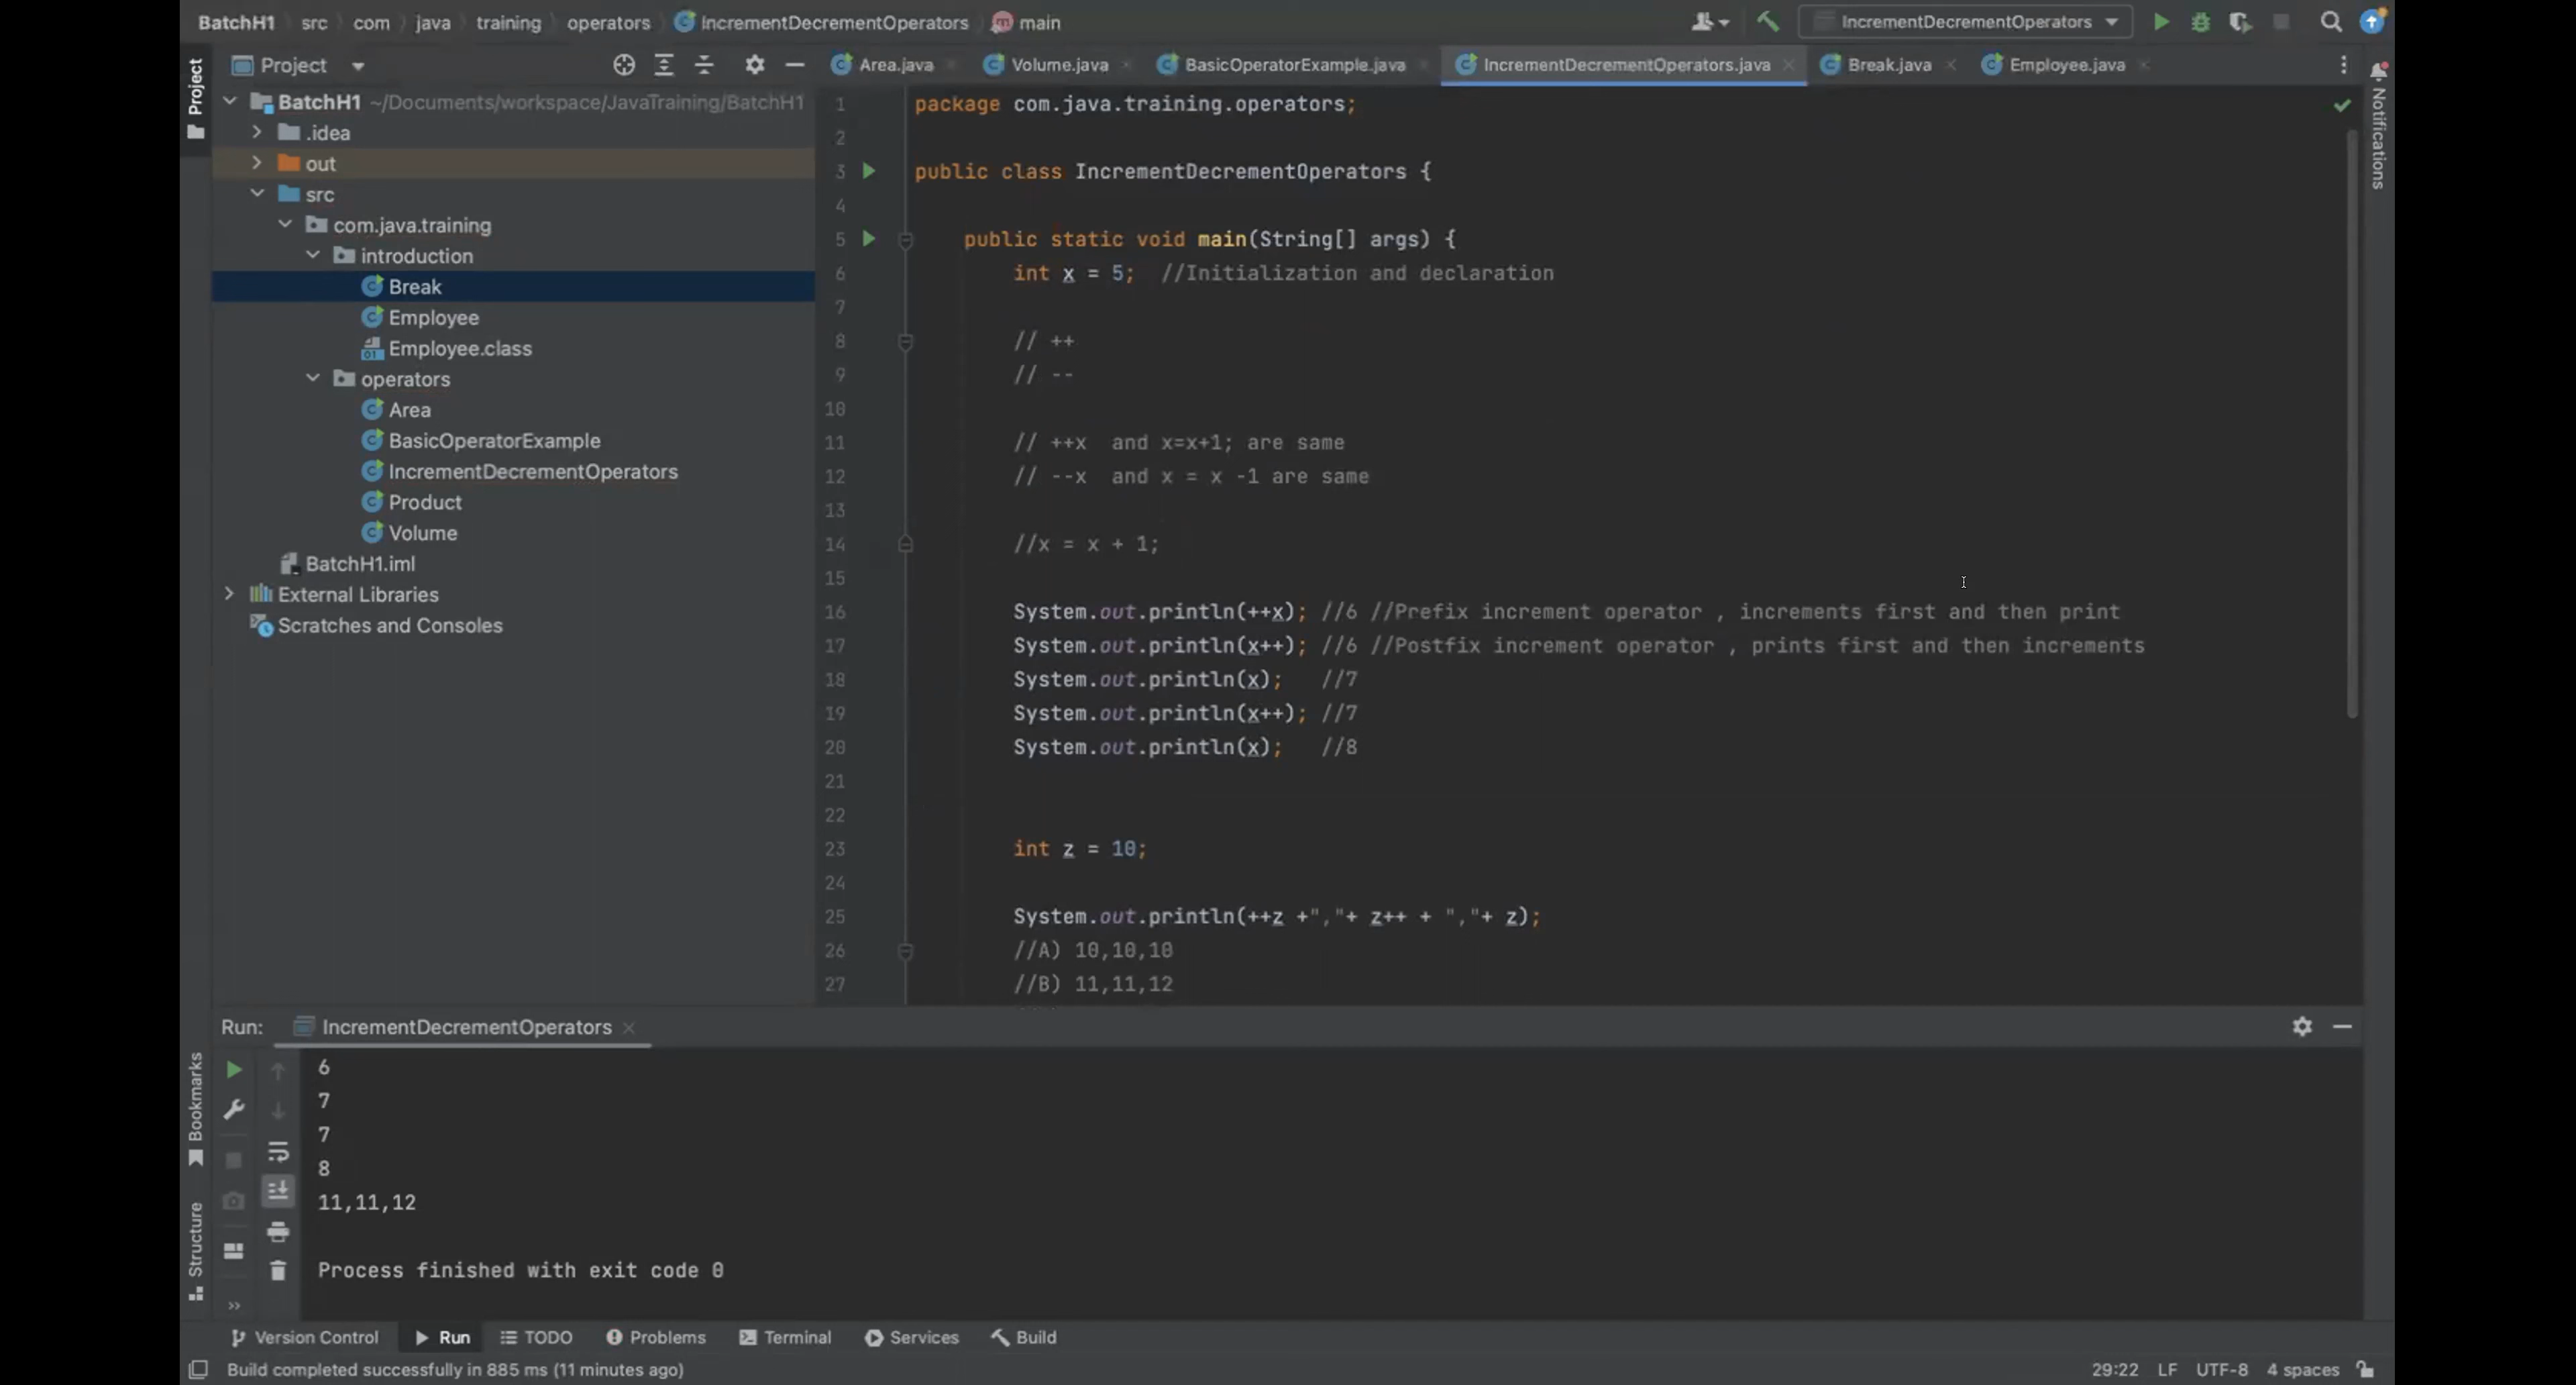 BatchH1 src com java training operators IncrementDecrementOperators main
IncrementDecrementOperators
Project
Project
Area.java Volume.java BasicOperatorExample.java IncrementDecrementOperators.java Break.java Employee.java
Notifications
BatchH1 ~/Documents/workspace/JavaTraining/BatchH1
.idea
out
src
com.java.training
introduction
Break
Employee
Employee.class
operators
Area
BasicOperatorExample
IncrementDecrementOperators
Product
Volume
BatchH1.iml
External Libraries
Scratches and Consoles
1 package com.java.training.operators;
2
3 public class IncrementDecrementOperators {
4
5 public static void main(String[] args) {
6 int x = 5; //Initialization and declaration
7
8 // ++
9 // --
10
11 // ++x and x=x+1; are same
12 // --x and x = x -1 are same
13
14 //x = x + 1;
15
16 System.out.println(++x); //6 //Prefix increment operator , increments first and then print
17 System.out.println(x++); //6 //Postfix increment operator , prints first and then increments
18 System.out.println(x); //7
19 System.out.println(x++); //7
20 System.out.println(x); //8
21
22
23 int z = 10;
24
25 System.out.println(++z +","+ z++ + ","+ z);
26 //A) 10,10,10
27 //B) 11,11,12
Run: IncrementDecrementOperators
6
7
7
8
11,11,12
Process finished with exit code 0
Bookmarks
Structure
Version Control Run TODO Problems Terminal Services Build
Build completed successfully in 885 ms (11 minutes ago)
29:22 LF UTF-8 4 spaces